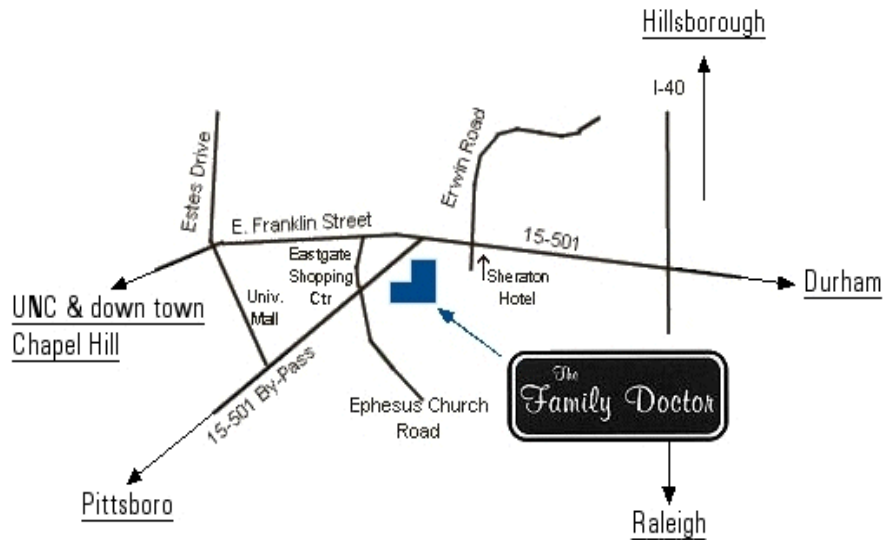 Hillsborough
I-40
Estes Drive
Erwin Road
E. Franklin Street
15-501
Eastgate
Shopping
Ctr
Sheraton
Hotel
Durham
UNC & down town
Chapel Hill
Univ.
Mall
15-501 By-Pass
Ephesus Church
Road
The
Family Doctor
Pittsboro
Raleigh